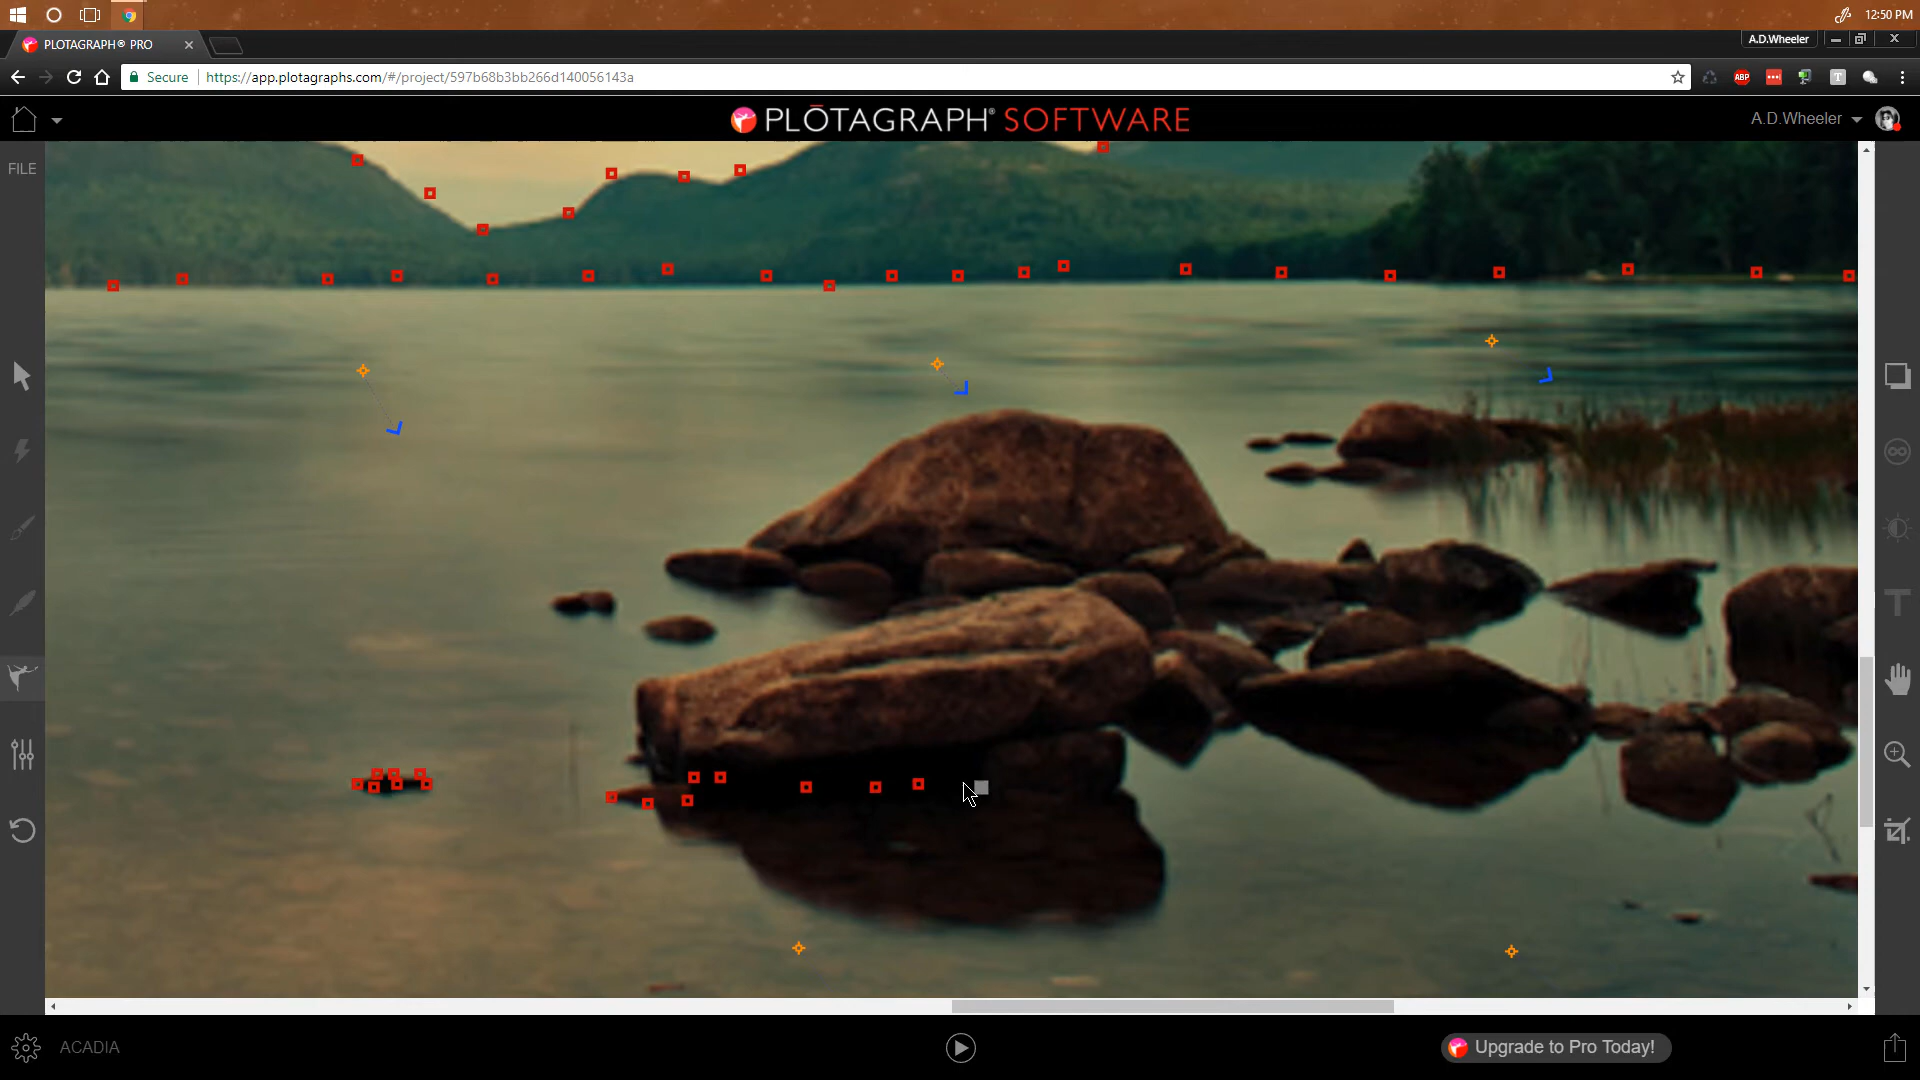 12:50 PM
PLOTAGRAPH® PRO
A.D.Wheeler
Secure
https://app.plotagraphs.com/#/project/597b68b3bb266d140056143a
ABP
T
PLŌTAGRAPH® SOFTWARE
A.D.Wheeler
FILE
T
ACADIA
Upgrade to Pro Today!